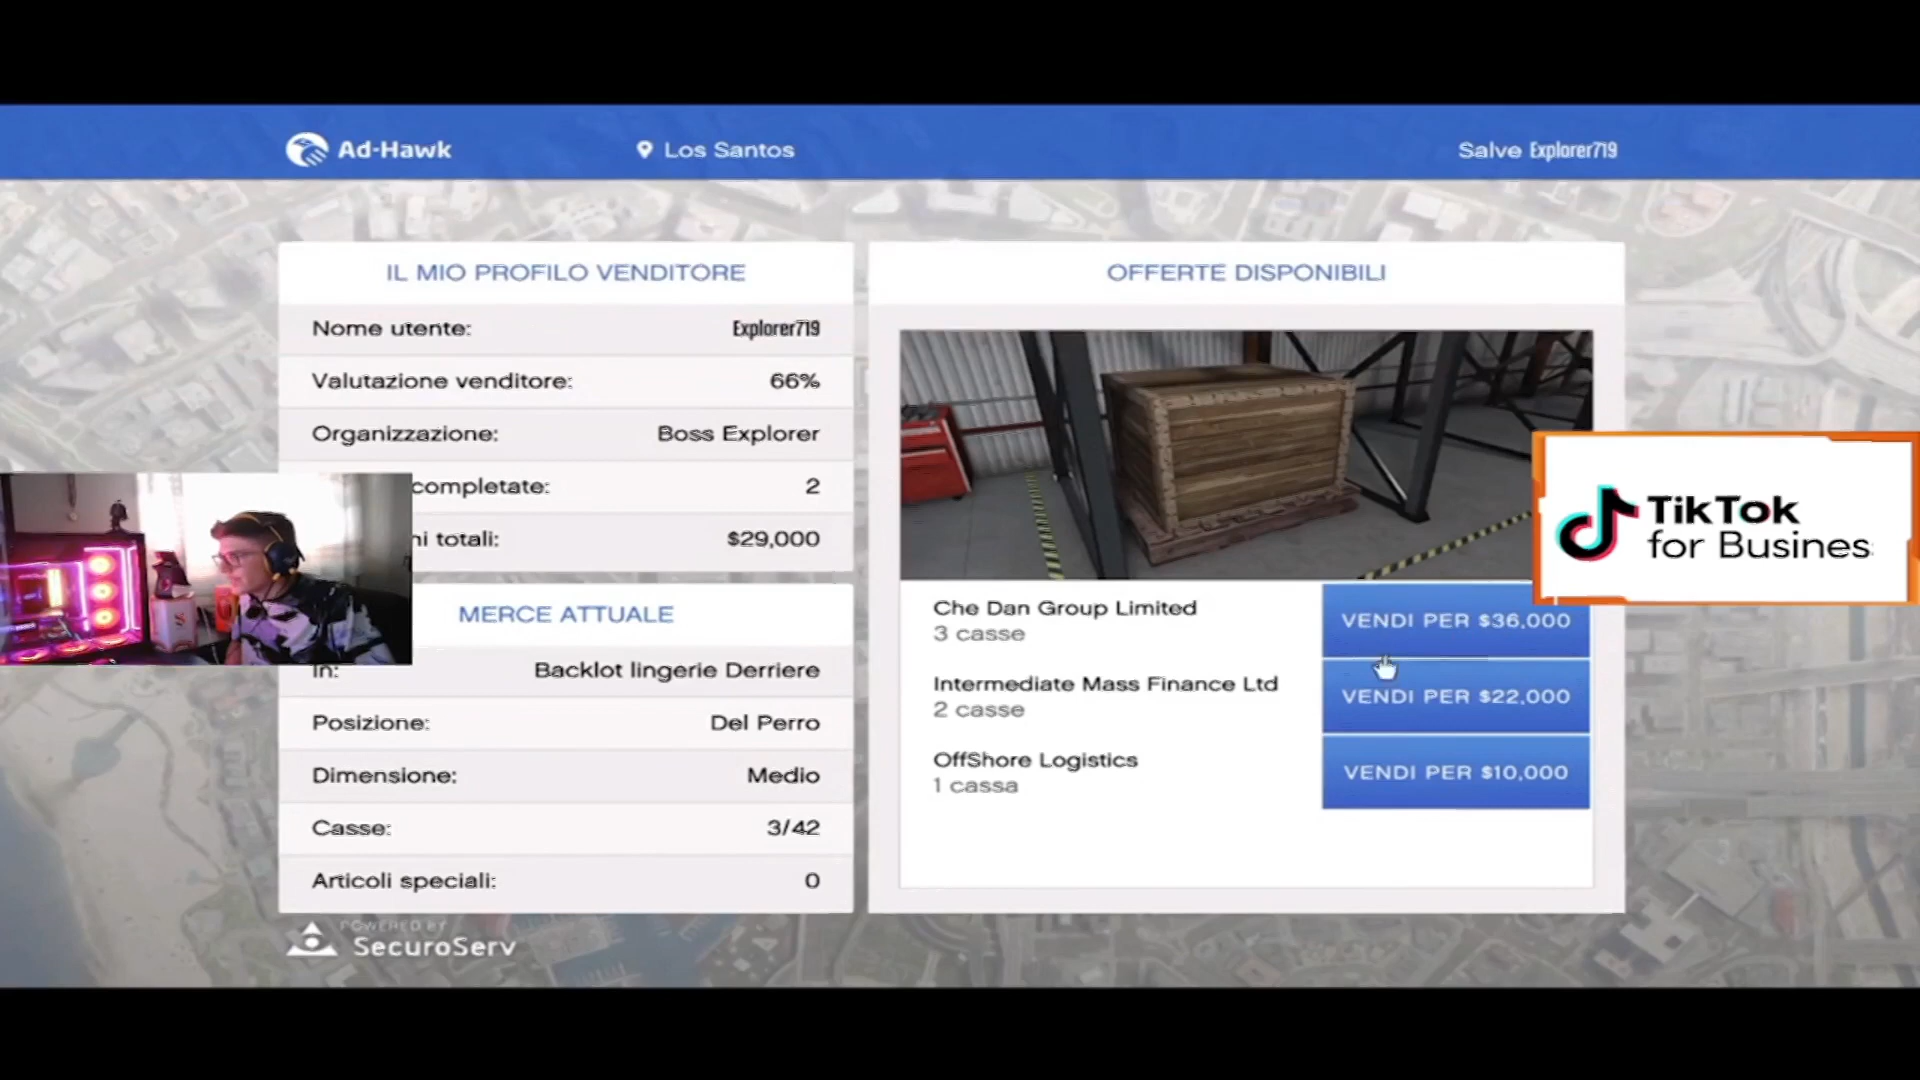 Ad-Hawk
Los Santos
Salve Explorer719
IL MIO PROFILO VENDITORE
Nome utente: Explorer719
Valutazione venditore: 66%
Organizzazione: Boss Explorer
completate: 2
ni totali: $29,000
MERCE ATTUALE
In: Backlot lingerie Derriere
Posizione: Del Perro
Dimensione: Medio
Casse: 3/42
Articoli speciali: 0
POWERED BY
SecuroServ
OFFERTE DISPONIBILI
Che Dan Group Limited
3 casse
VENDI PER $36,000
Intermediate Mass Finance Ltd
2 casse
VENDI PER $22,000
OffShore Logistics
1 cassa
VENDI PER $10,000
TikTok
for Busines